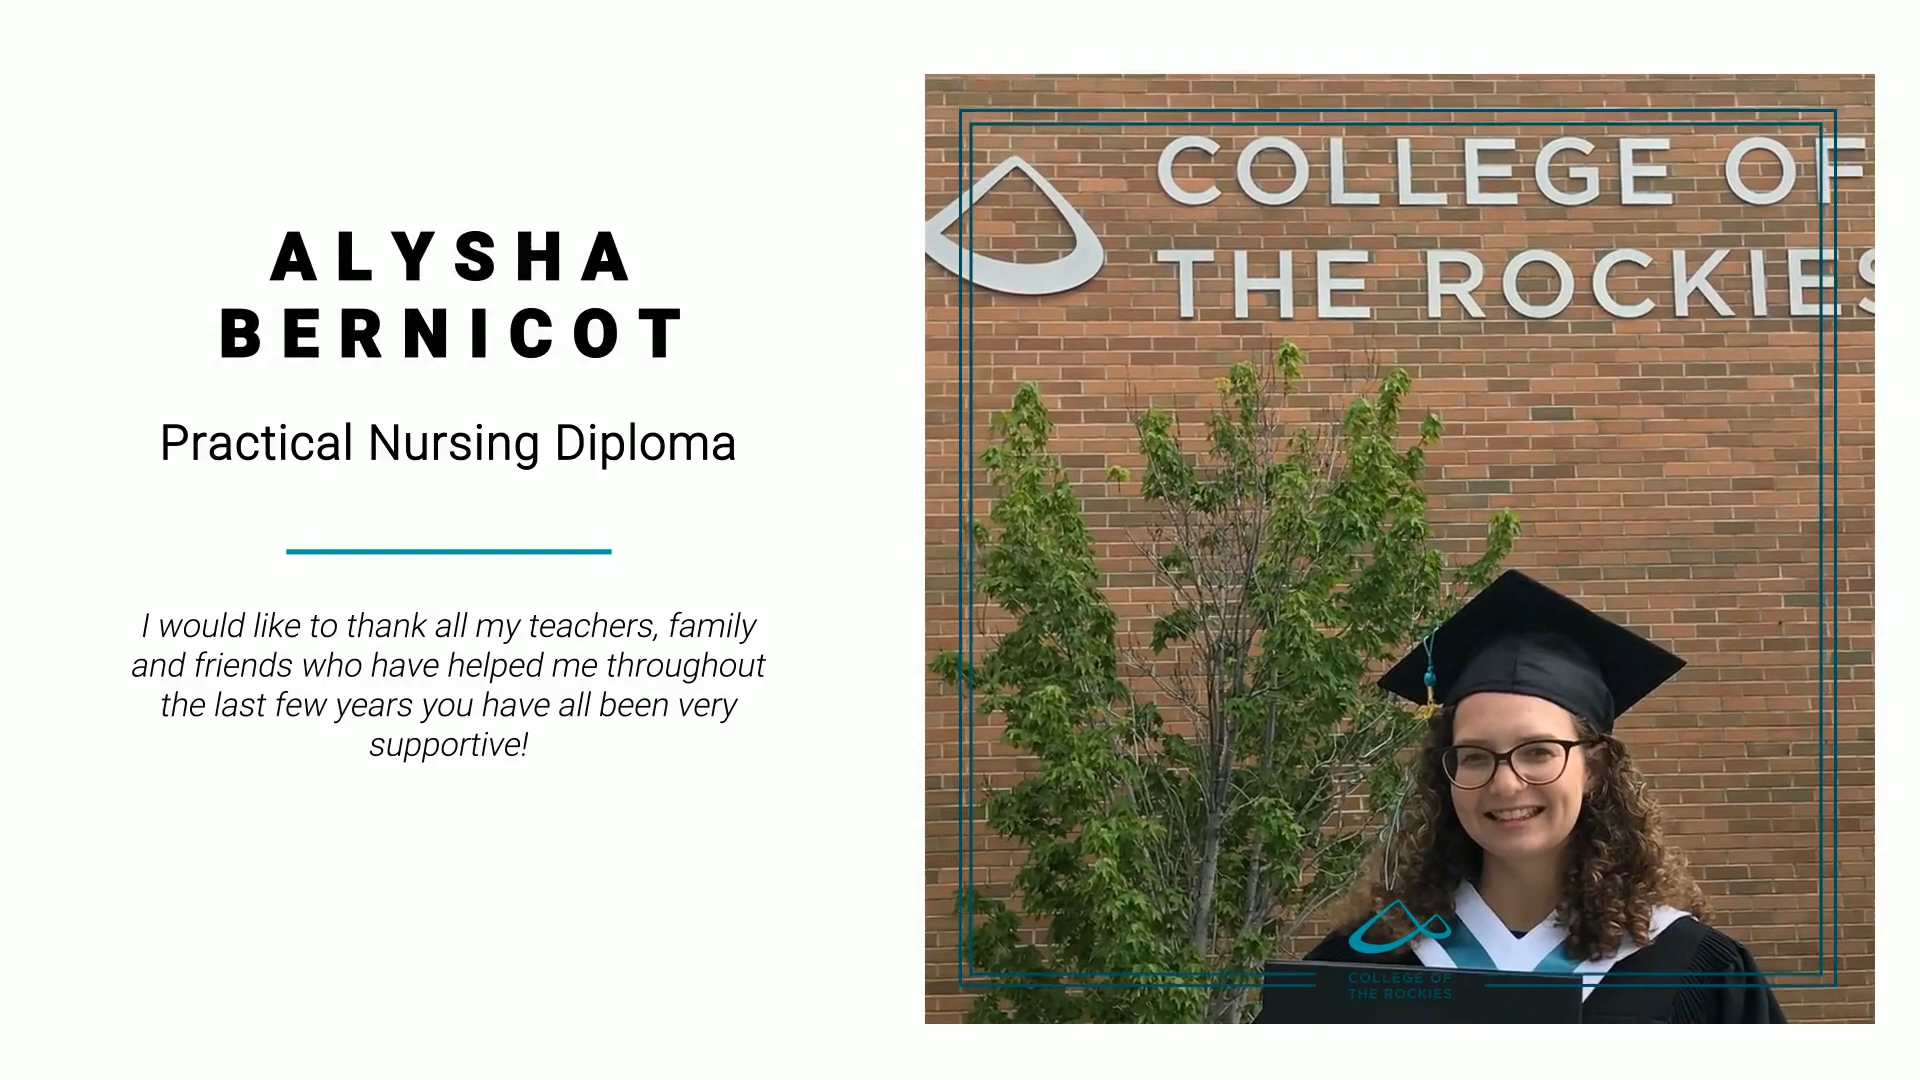 ALYSHA
BERNICOT
Practical Nursing Diploma
I would like to thank all my teachers, family
and friends who have helped me throughout
the last few years you have all been very
supportive!
COLLEGE OF
THE ROCKIES
COLLEGE OF
THE ROCKIES